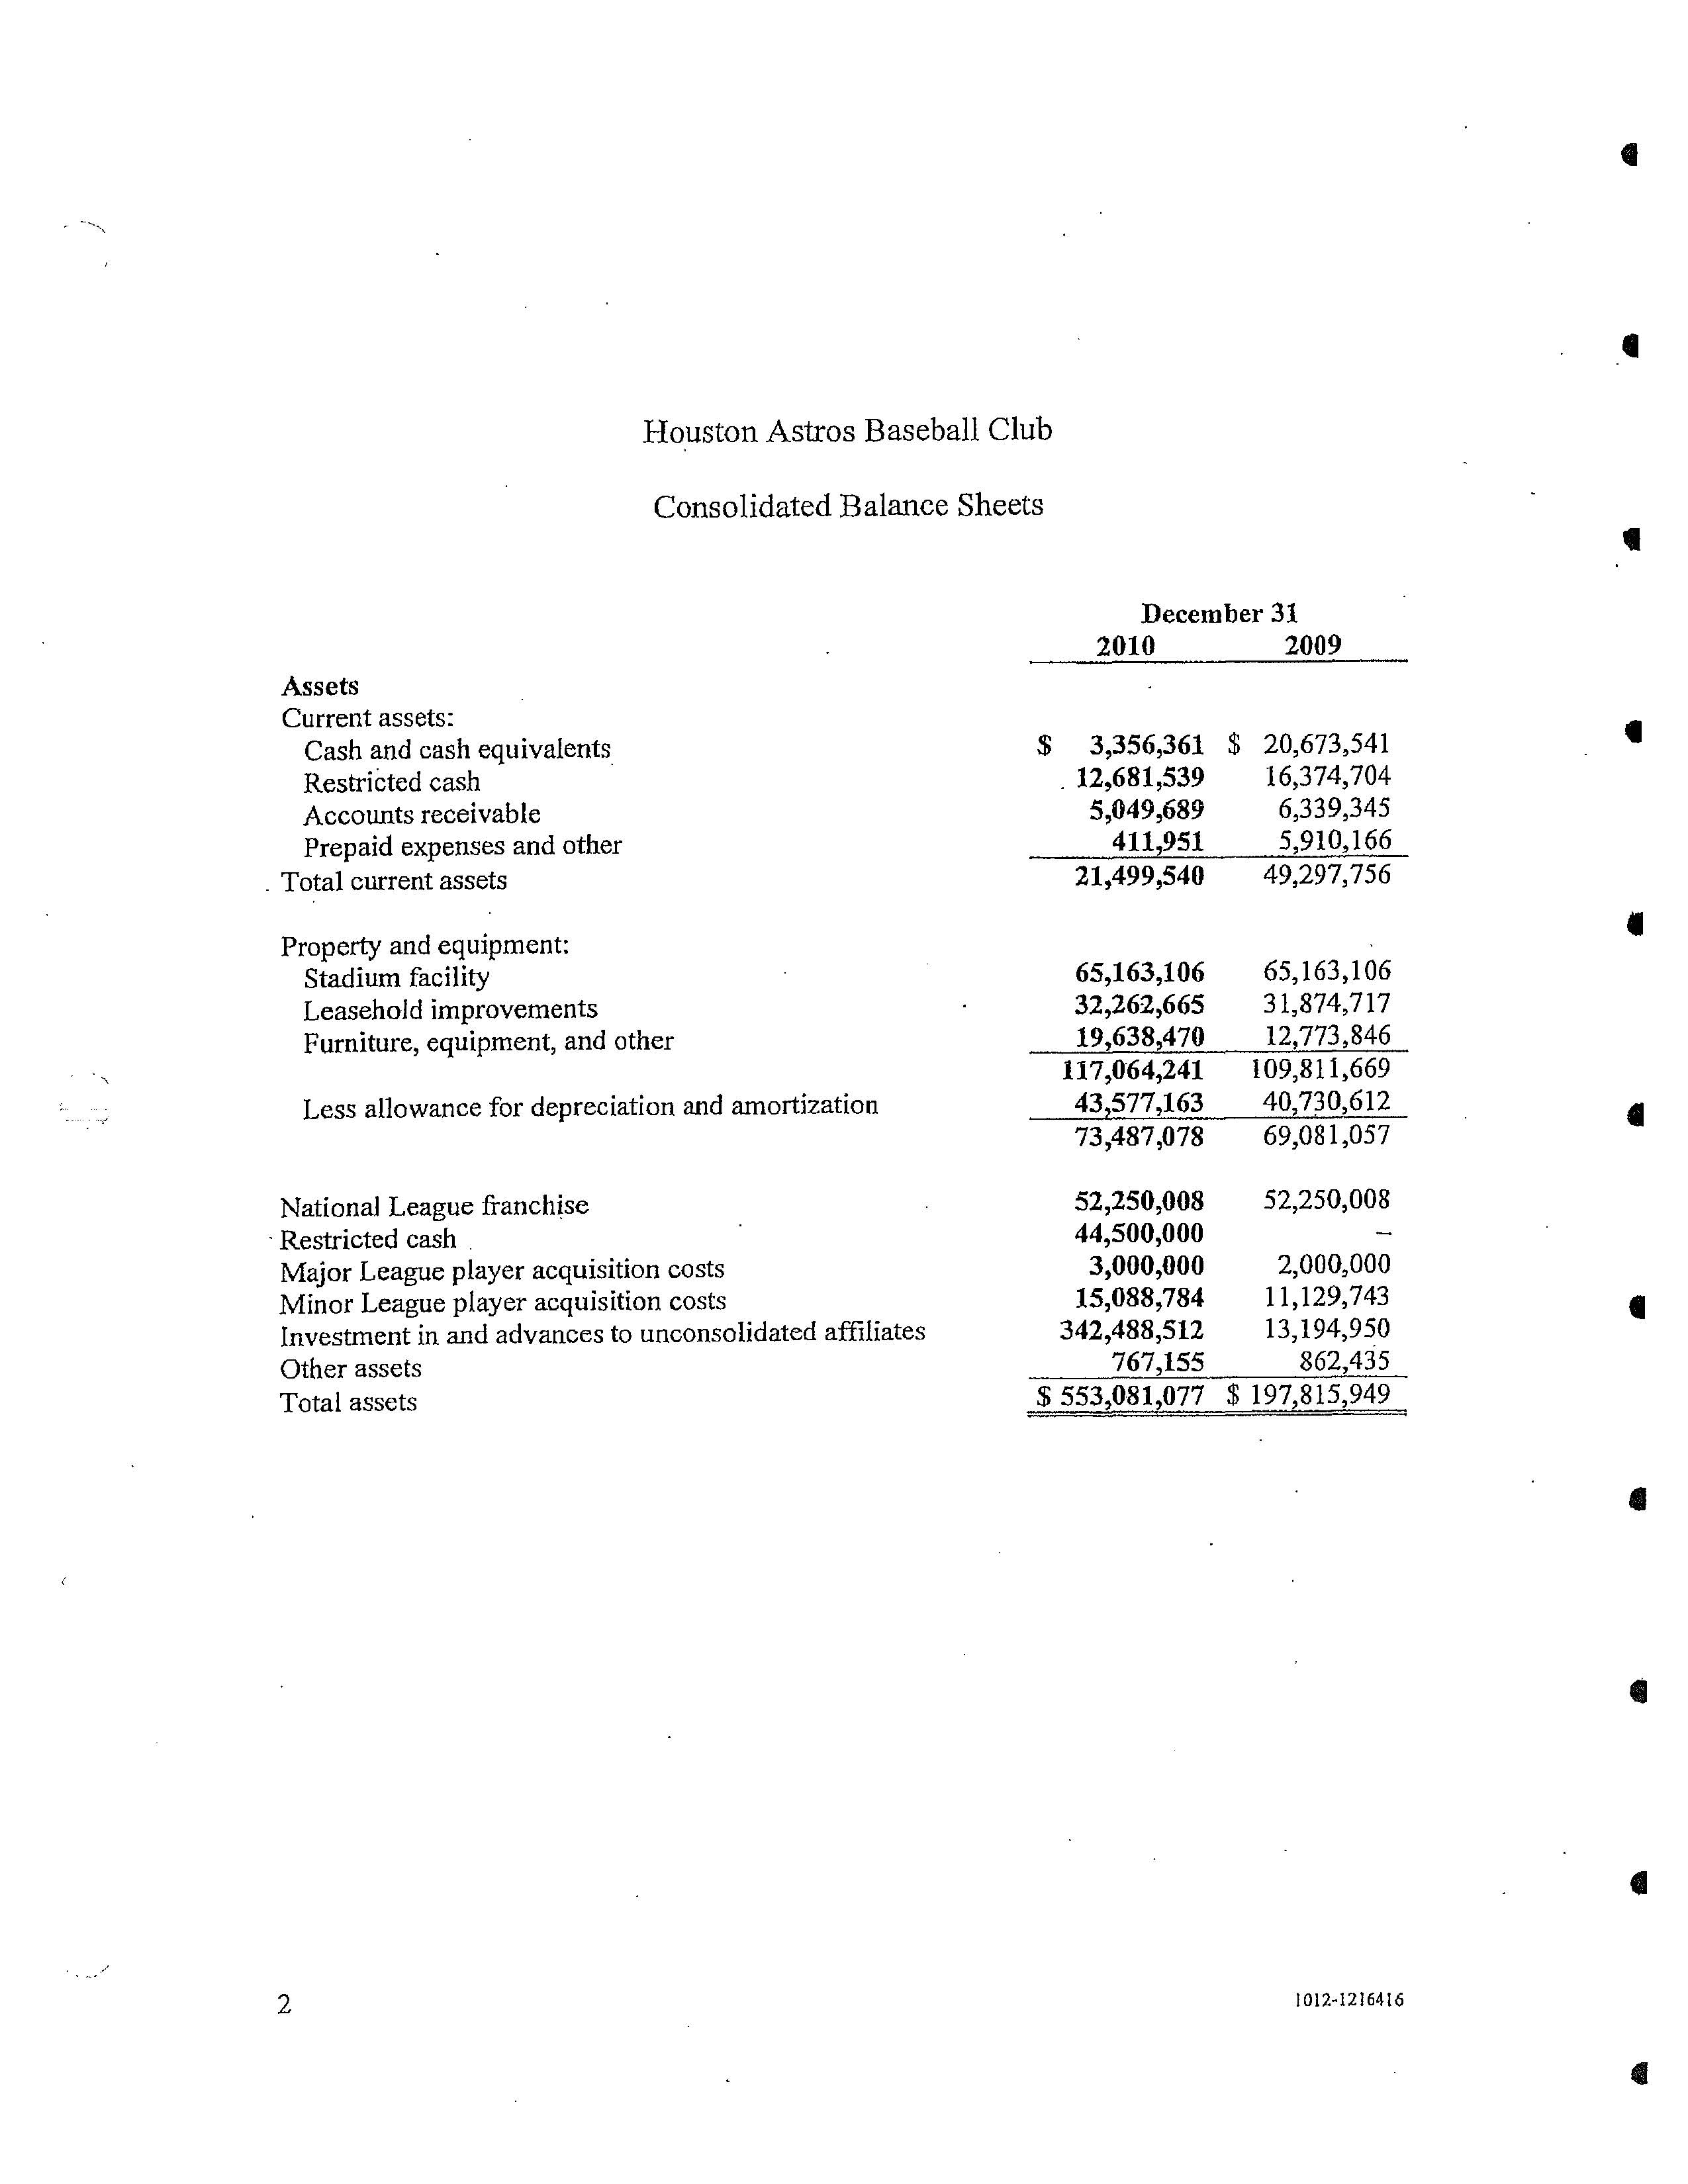 Houston Astros Baseball Club
Consolidated Balance Sheets
December 31
2010 2009
Assets
Current assets:
Cash and cash equivalents $ 3,356,361 $ 20,673,541
Restricted cash 12,681,539 16,374,704
Accounts receivable 5,049,689 6,339,345
Prepaid expenses and other 411,951 5,910,166
Total current assets 21,499,540 49,297,756
Property and equipment:
Stadium facility 65,163,106 65,163,106
Leasehold improvements 32,262,665 31,874,717
Furniture, equipment, and other 19,638,470 12,773,846
117,064,241 109,811,669
Less allowance for depreciation and amortization 43,577,163 40,730,612
73,487,078 69,081,057
National League franchise 52,250,008 52,250,008
Restricted cash 44,500,000 –
Major League player acquisition costs 3,000,000 2,000,000
Minor League player acquisition costs 15,088,784 11,129,743
Investment in and advances to unconsolidated affiliates 342,488,512 13,194,950
Other assets 767,155 862,435
Total assets $ 553,081,077 $ 197,815,949
2 1012-1216416